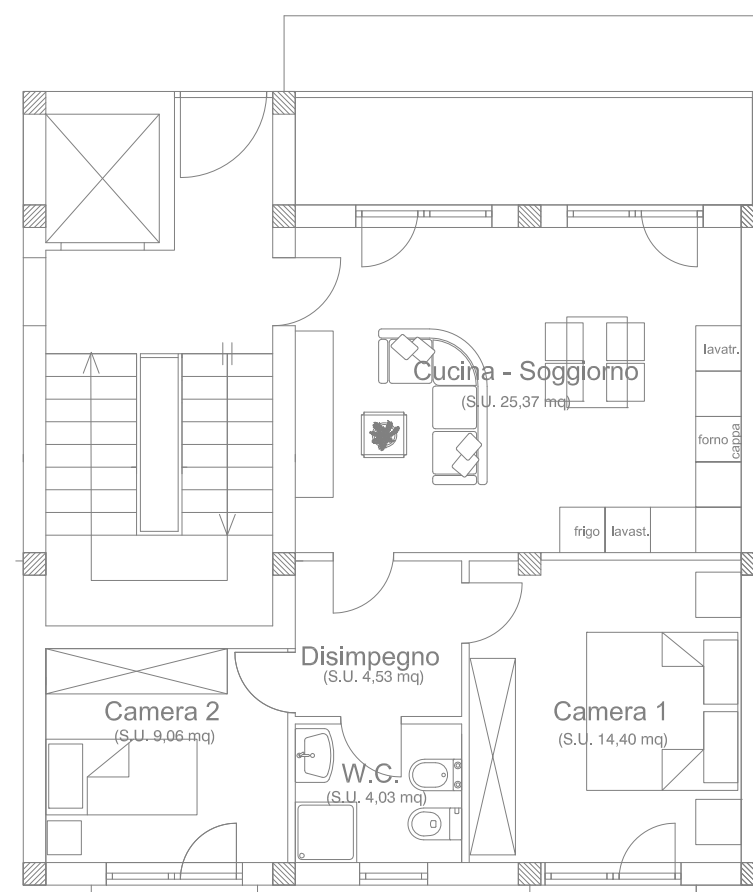 lavatr.
Cucina - Soggiorno
(S.U. 25,37 mq)
forno
cappa
frigo
lavast.
Disimpegno
(S.U. 4,53 mq)
Camera 2
(S.U. 9,06 mq)
Camera 1
(S.U. 14,40 mq)
W.C.
(S.U. 4,03 mq)